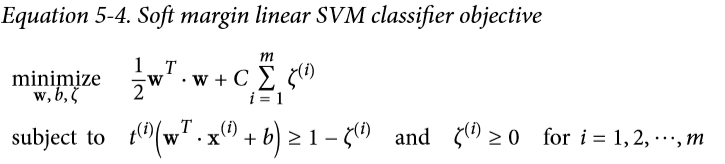 Equation 5-4. Soft margin linear SVM classifier objective
minimize w, b, ζ   1/2 w^T · w + C ∑_{i = 1}^{m} ζ^(i)
subject to   t^(i)(w^T · x^(i) + b) ≥ 1 − ζ^(i)   and   ζ^(i) ≥ 0   for i = 1, 2, ⋯, m